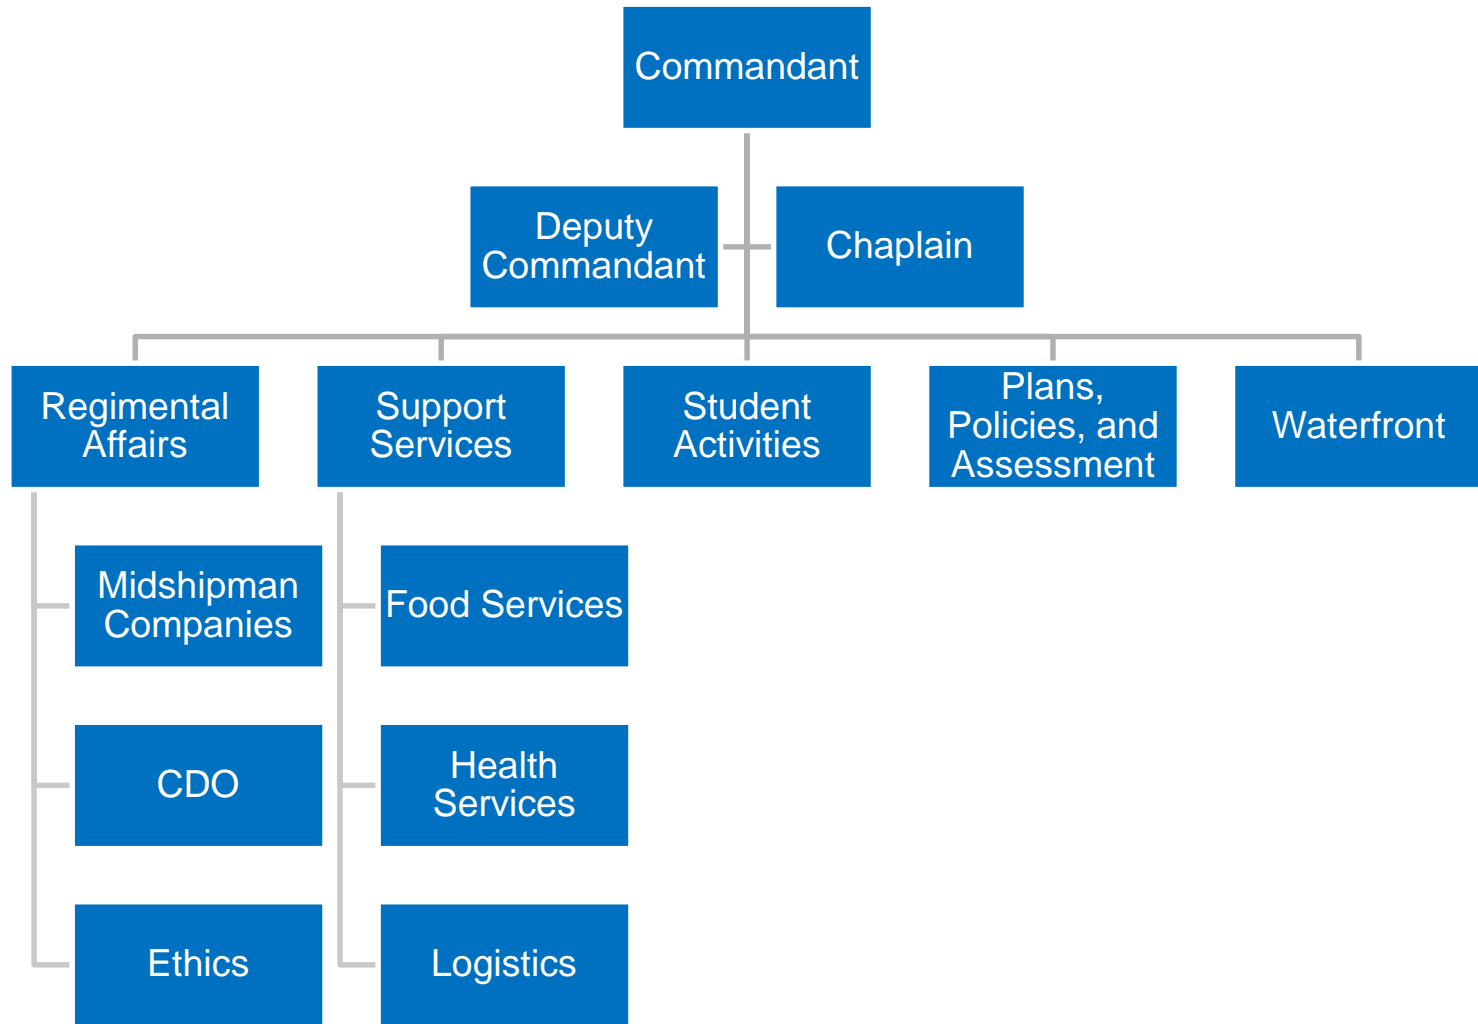 Commandant
Deputy
Commandant
Chaplain
Regimental
Affairs
Support
Services
Student
Activities
Plans,
Policies, and
Assessment
Waterfront
Midshipman
Companies
Food Services
CDO
Health
Services
Ethics
Logistics